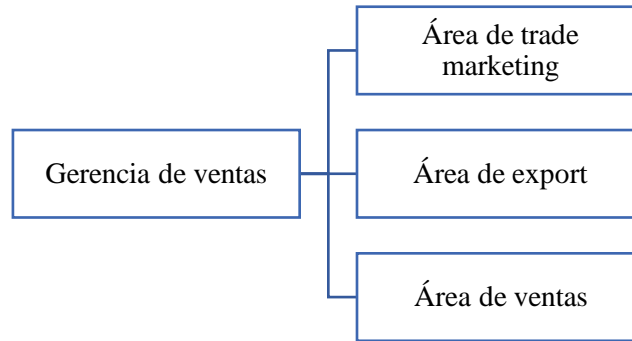 Área de trade
marketing
Gerencia de ventas
Área de export
Área de ventas